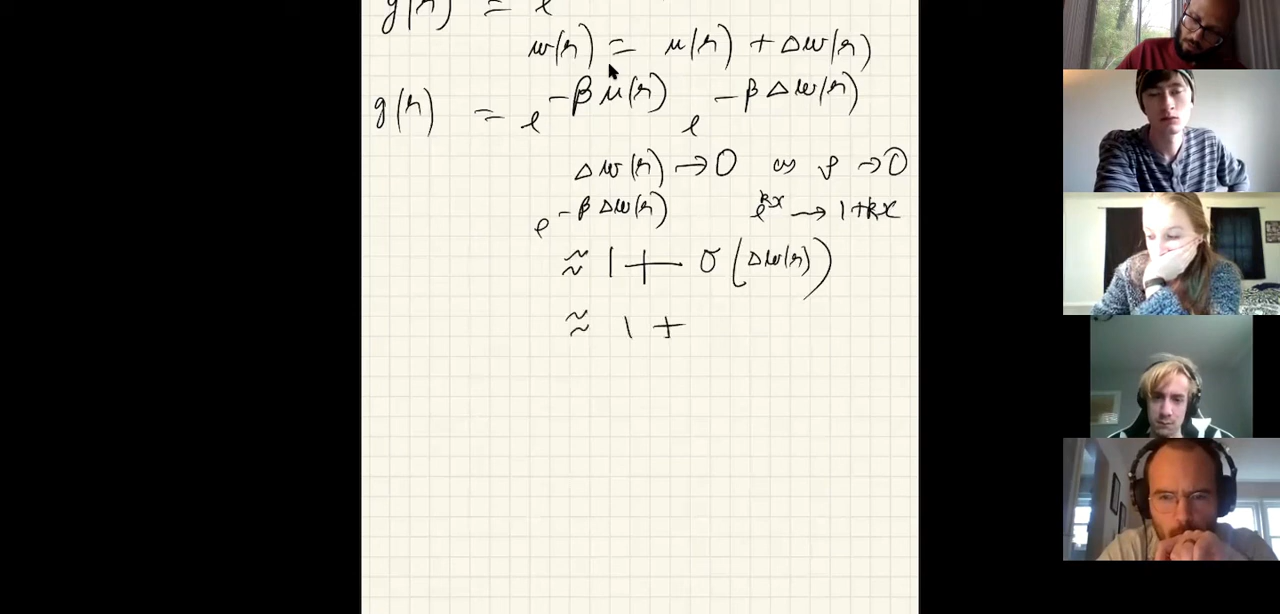 g(r) = e
w(r) = u(r) + Δw(r)
g(r) = e^{-βu(r)} e^{-βΔw(r)}
Δw(r) → 0 as ρ → 0
e^{-βΔw(r)} e^{kx} → 1+kx
≈ 1 + O(Δw(r))
≈ 1 +